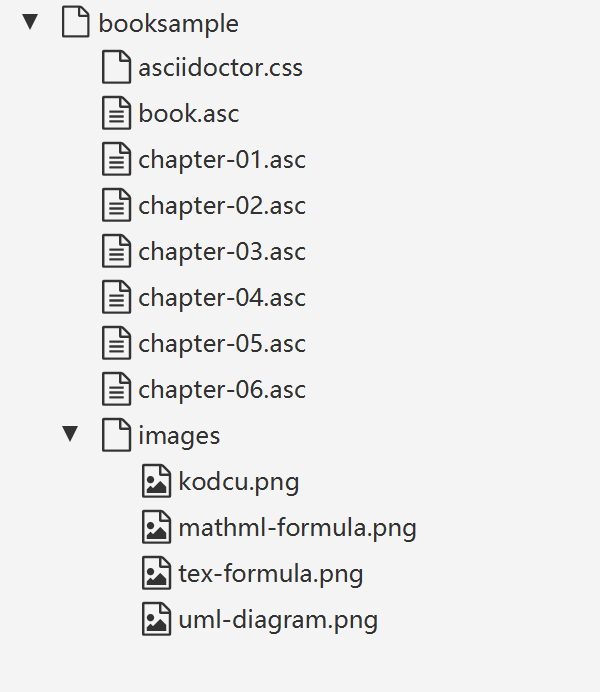 booksample
asciidoctor.css
book.asc
chapter-01.asc
chapter-02.asc
chapter-03.asc
chapter-04.asc
chapter-05.asc
chapter-06.asc
images
kodcu.png
mathml-formula.png
tex-formula.png
uml-diagram.png